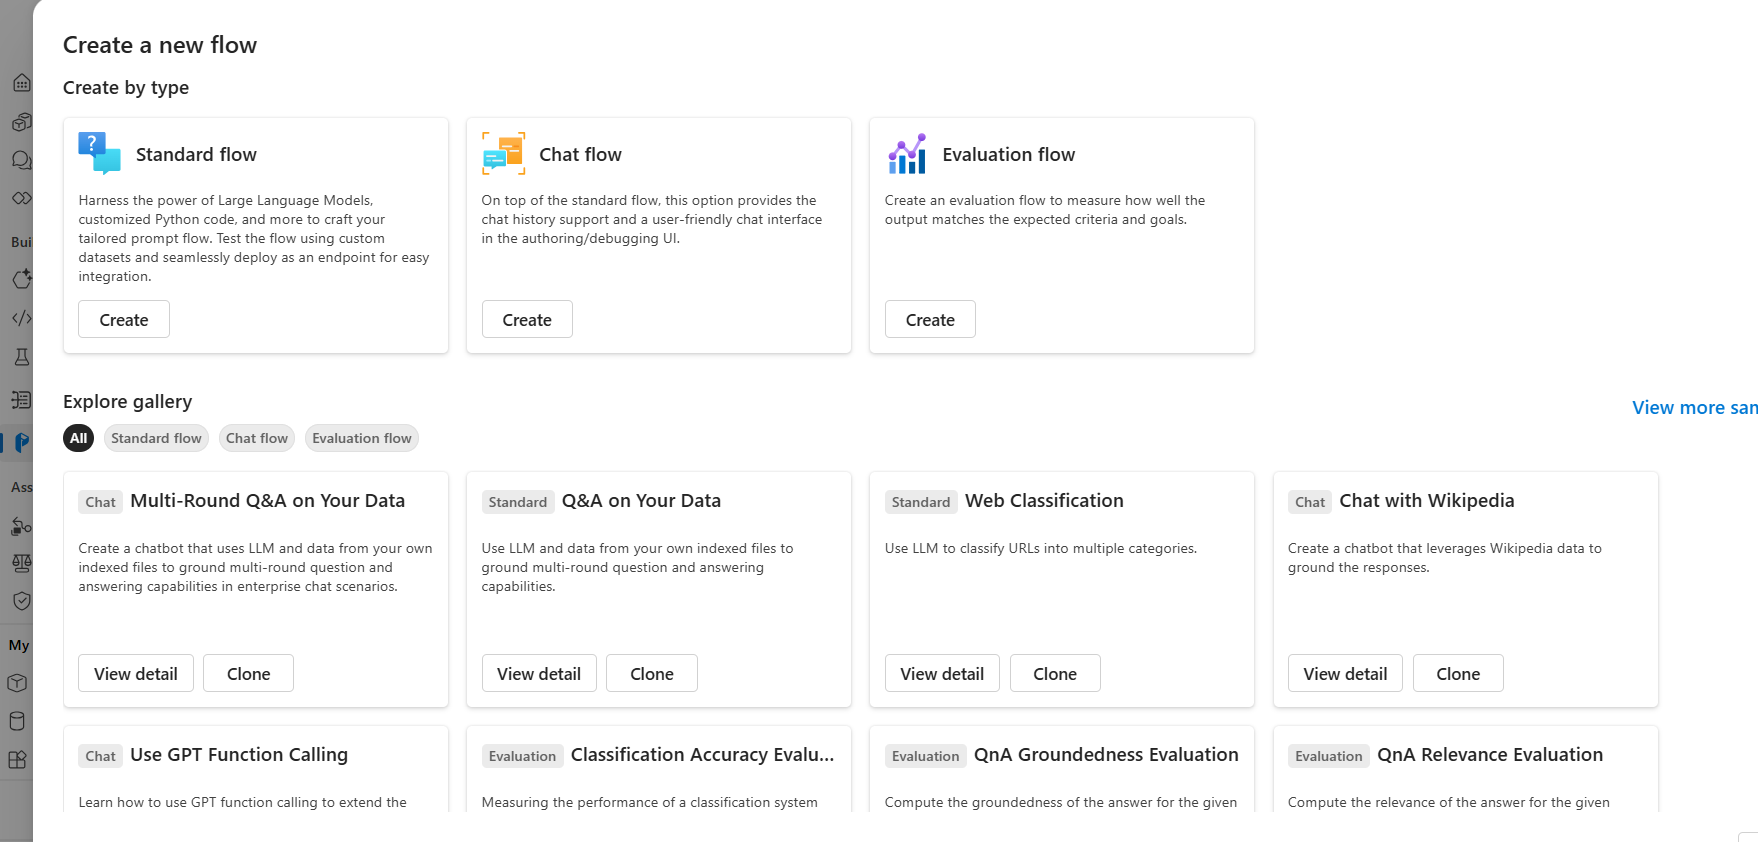 Create a new flow
Create by type
Standard flow
Harness the power of Large Language Models,
customized Python code, and more to craft your
tailored prompt flow. Test the flow using custom
datasets and seamlessly deploy as an endpoint for easy
integration.
Create
Chat flow
On top of the standard flow, this option provides the
chat history support and a user-friendly chat interface
in the authoring/debugging UI.
Create
Evaluation flow
Create an evaluation flow to measure how well the
output matches the expected criteria and goals.
Create
Explore gallery
View more
All
Standard flow
Chat flow
Evaluation flow
Chat
Multi-Round Q&A on Your Data
Create a chatbot that uses LLM and data from your own
indexed files to ground multi-round question and
answering capabilities in enterprise chat scenarios.
View detail
Clone
Standard
Q&A on Your Data
Use LLM and data from your own indexed files to
ground multi-round question and answering
capabilities.
View detail
Clone
Standard
Web Classification
Use LLM to classify URLs into multiple categories.
View detail
Clone
Chat
Chat with Wikipedia
Create a chatbot that leverages Wikipedia data to
ground the responses.
View detail
Clone
Chat
Use GPT Function Calling
Learn how to use GPT function calling to extend the
Evaluation
Classification Accuracy Evalu...
Measuring the performance of a classification system
Evaluation
QnA Groundedness Evaluation
Compute the groundedness of the answer for the given
Evaluation
QnA Relevance Evaluation
Compute the relevance of the answer for the given
Bui
Ass
My